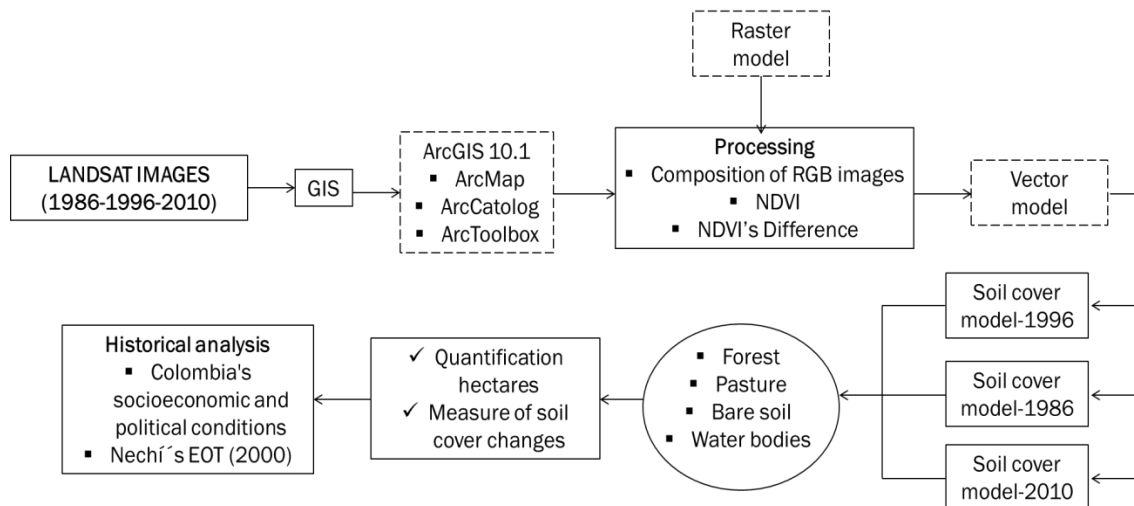 Raster
model
LANDSAT IMAGES
(1986-1996-2010)
GIS
ArcGIS 10.1
▪ ArcMap
▪ ArcCatolog
▪ ArcToolbox
Processing
▪ Composition of RGB images
▪ NDVI
▪ NDVI’s Difference
Vector
model
Soil cover
model-1996
Soil cover
model-1986
Soil cover
model-2010
▪ Forest
▪ Pasture
▪ Bare soil
▪ Water bodies
✓ Quantification
hectares
✓ Measure of soil
cover changes
Historical analysis
▪ Colombia's
socioeconomic and
political conditions
▪ Nechí´s EOT (2000)